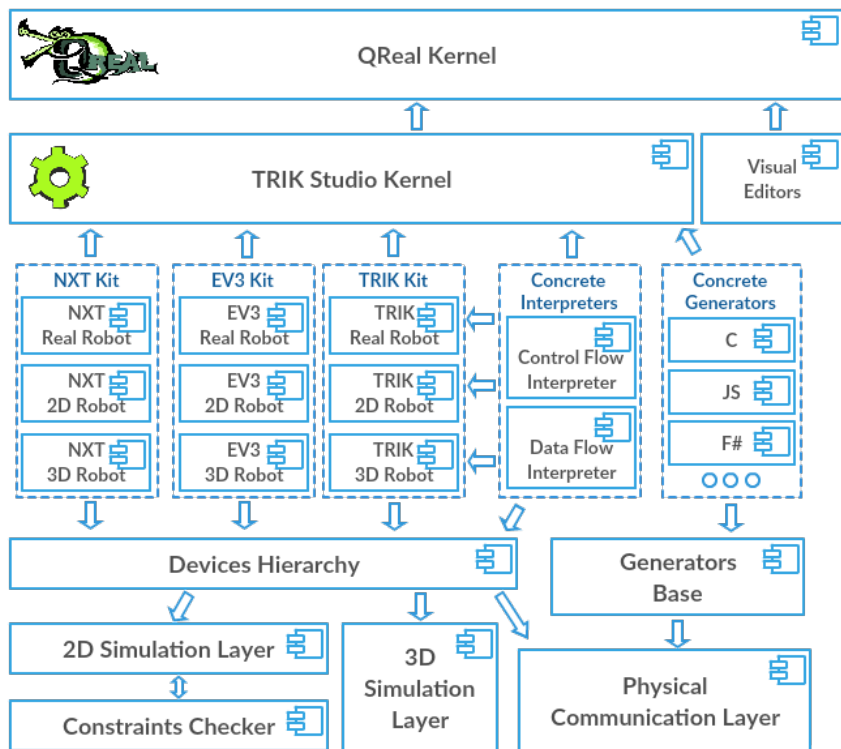 QREAL
QReal Kernel
TRIK Studio Kernel
Visual
Editors
NXT Kit
NXT
Real Robot
NXT
2D Robot
NXT
3D Robot
EV3 Kit
EV3
Real Robot
EV3
2D Robot
EV3
3D Robot
TRIK Kit
TRIK
Real Robot
TRIK
2D Robot
TRIK
3D Robot
Concrete
Interpreters
Control Flow
Interpreter
Data Flow
Interpreter
Concrete
Generators
C
JS
F#
Devices Hierarchy
Generators
Base
2D Simulation Layer
3D
Simulation
Layer
Physical
Communication Layer
Constraints Checker